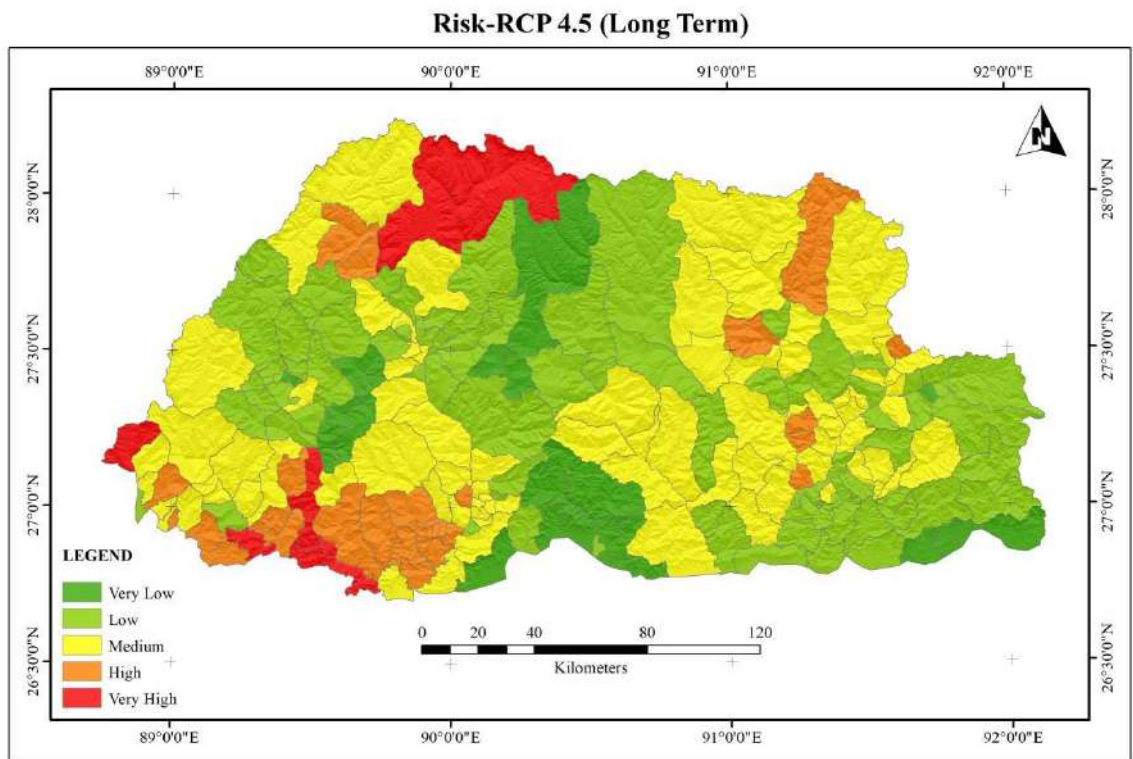 Risk-RCP 4.5 (Long Term)
89°0'0"E 90°0'0"E 91°0'0"E 92°0'0"E
N
28°0'0"N 28°0'0"N
27°30'0"N 27°30'0"N
27°0'0"N 27°0'0"N
26°30'0"N 26°30'0"N
LEGEND
Very Low
Low
Medium
High
Very High
0 20 40 80 120
Kilometers
89°0'0"E 90°0'0"E 91°0'0"E 92°0'0"E